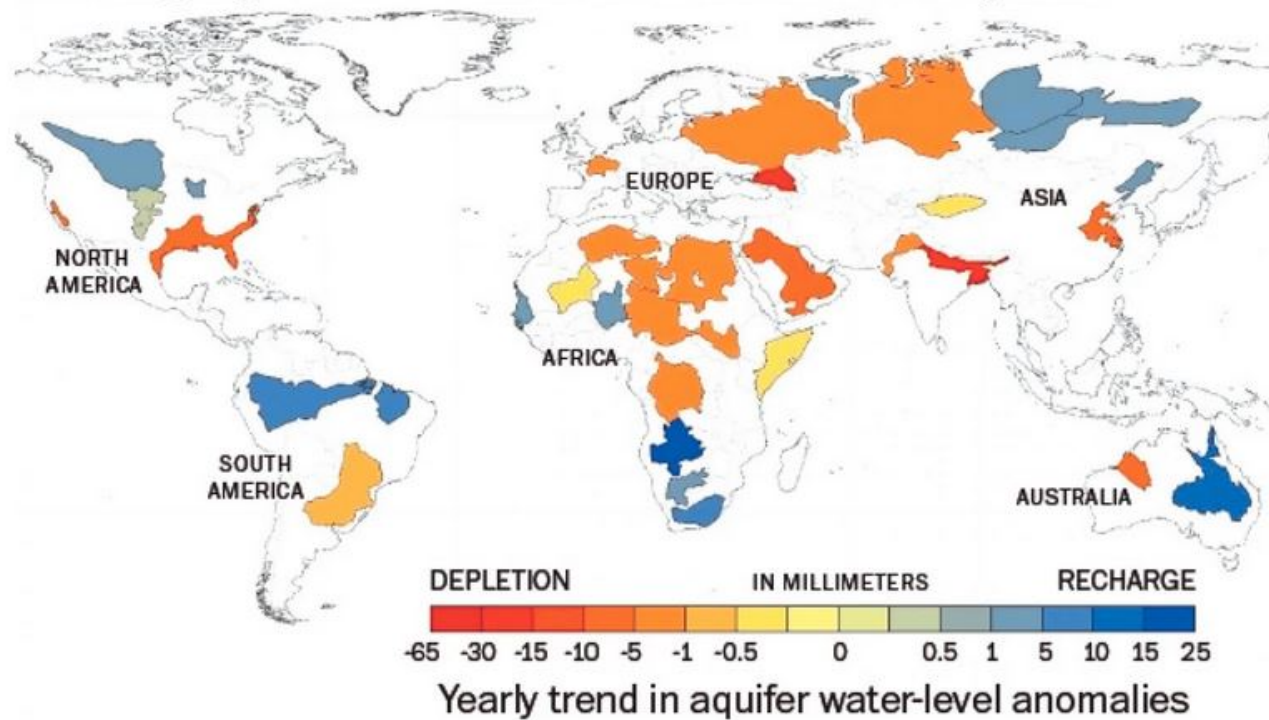 EUROPE
ASIA
NORTH
AMERICA
AFRICA
SOUTH
AMERICA
AUSTRALIA
DEPLETION IN MILLIMETERS RECHARGE
-65 -30 -15 -10 -5 -1 -0.5 0 0.5 1 5 10 15 25
Yearly trend in aquifer water-level anomalies